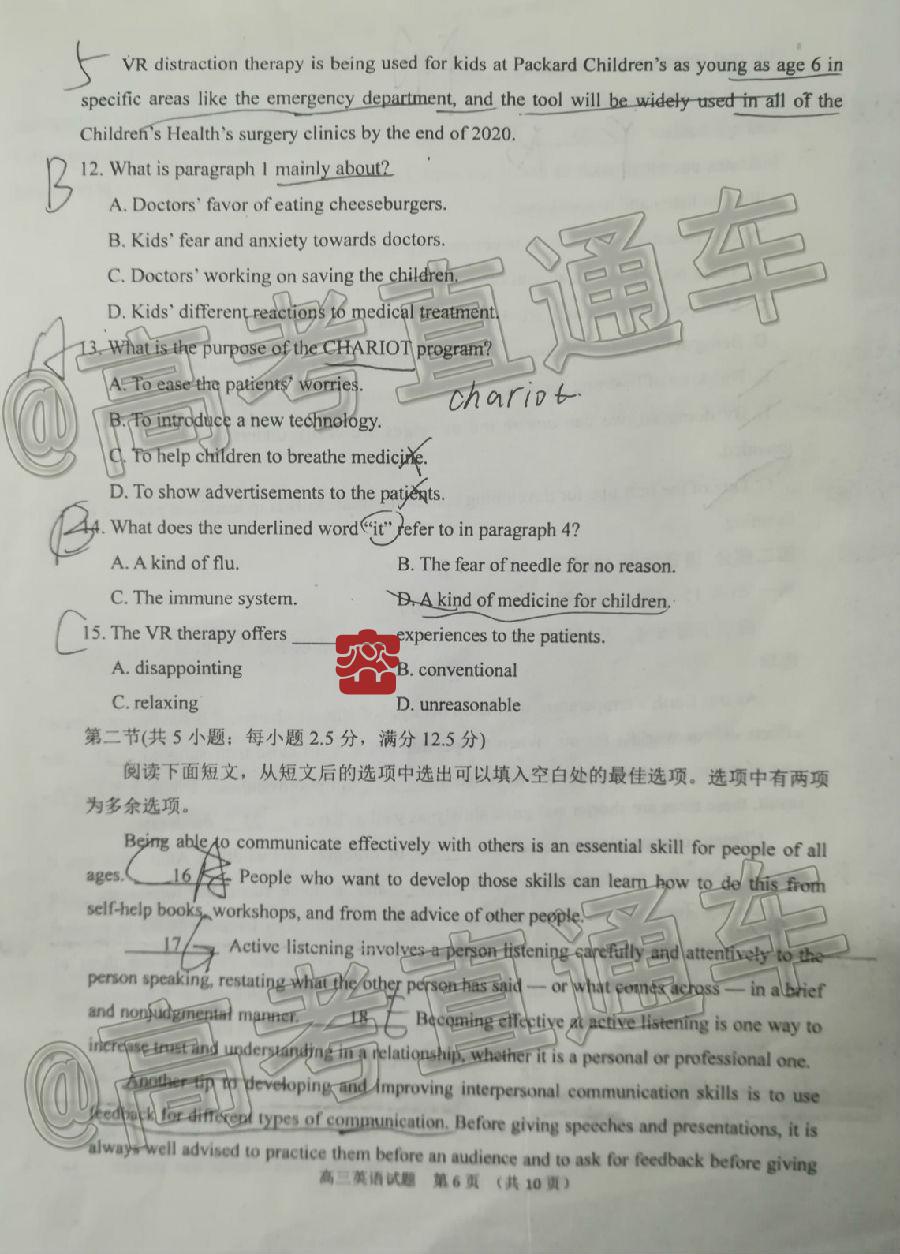 5 VR distraction therapy is being used for kids at Packard Children's as young as age 6 in
specific areas like the emergency department, and the tool will be widely used in all of the
Children's Health's surgery clinics by the end of 2020.
B 12. What is paragraph 1 mainly about?
A. Doctors' favor of eating cheeseburgers.
B. Kids' fear and anxiety towards doctors.
C. Doctors' working on saving the children.
D. Kids' different reactions to medical treatment.
A 13. What is the purpose of the CHARIOT program?
A. To ease the patients' worries.
chariot
B. To introduce a new technology.
C. To help children to breathe medicine.
D. To show advertisements to the patients.
B 14. What does the underlined word "it" refer to in paragraph 4?
A. A kind of flu. B. The fear of needle for no reason.
C. The immune system. D. A kind of medicine for children.
C 15. The VR therapy offers ________ experiences to the patients.
A. disappointing B. conventional
C. relaxing D. unreasonable
第二节(共 5 小题；每小题 2.5 分，满分 12.5 分)
阅读下面短文，从短文后的选项中选出可以填入空白处的最佳选项。选项中有两项
为多余选项。
Being able to communicate effectively with others is an essential skill for people of all
ages. 16 People who want to develop those skills can learn how to do this from
self-help books, workshops, and from the advice of other people.
17 G Active listening involves a person listening carefully and attentively to the
person speaking, restating what the other person has said — or what comes across — in a brief
and nonjudgmental manner. 18 Becoming effective at active listening is one way to
increase trust and understanding in a relationship, whether it is a personal or professional one.
Another tip to developing and improving interpersonal communication skills is to use
feedback for different types of communication. Before giving speeches and presentations, it is
always well advised to practice them before an audience and to ask for feedback before giving
高三英语试题 第 6 页 (共 10 页)
@高考直通车
@高考直通车